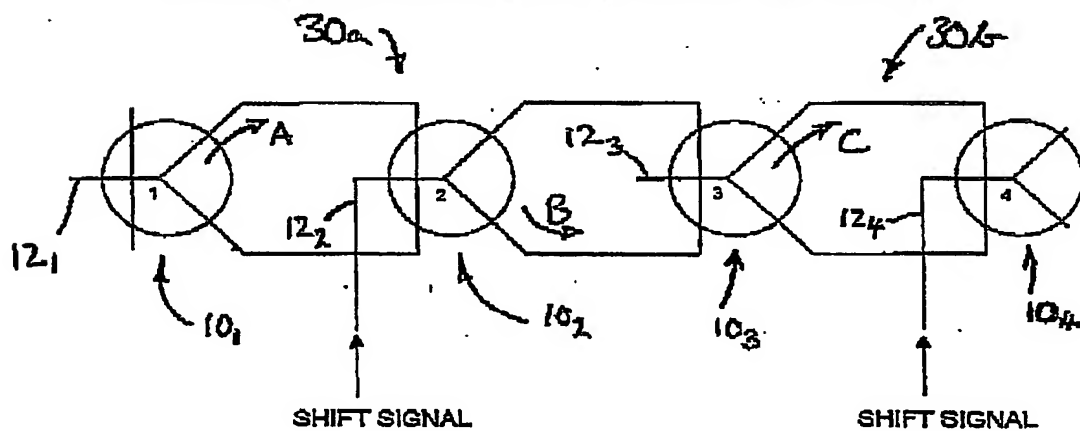 30a 30b
A 12₃ C
1 2 3 4
12₁ 12₂ B 12₄
10₁ 10₂ 10₃ 10₄
SHIFT SIGNAL SHIFT SIGNAL